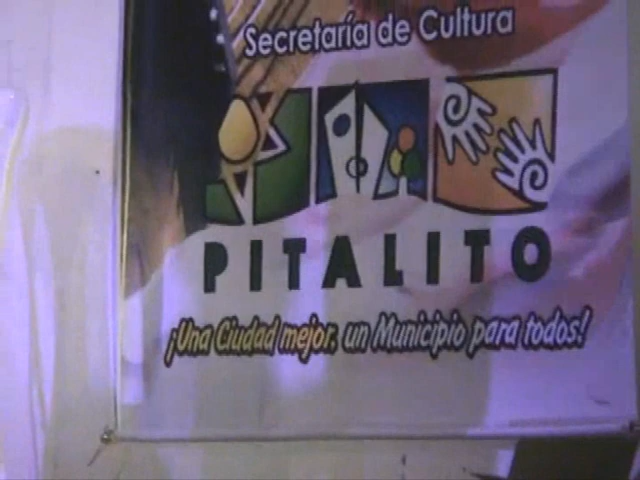 Secretaría de Cultura
PITALITO
¡Una Ciudad mejor, un Municipio para todos!